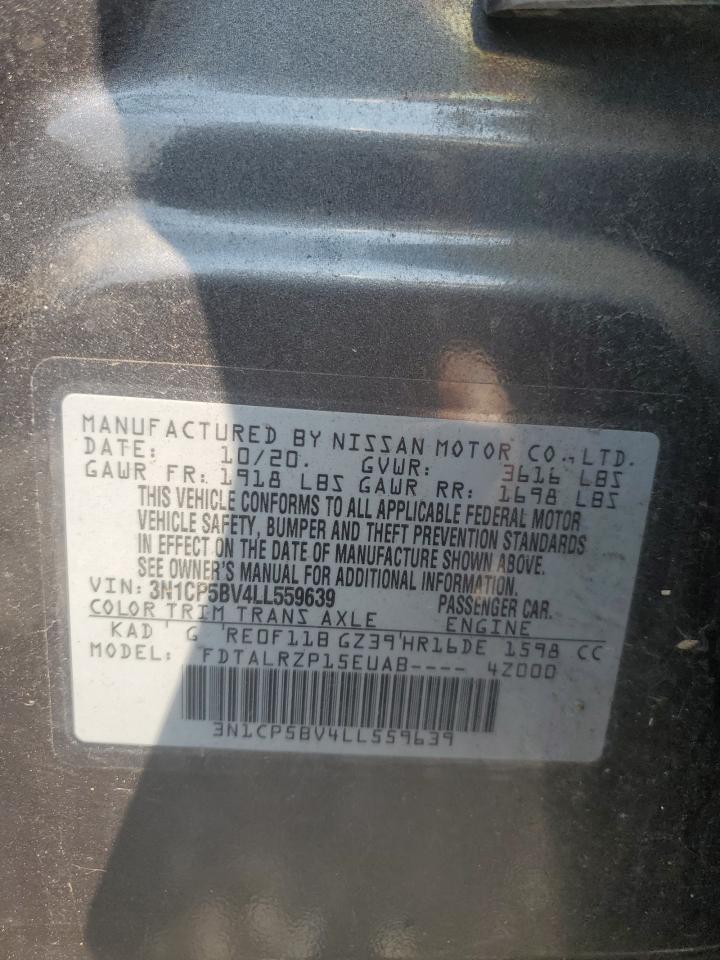 MANUFACTURED BY NISSAN MOTOR CO., LTD.
DATE: 10/20. GVWR: 3616 LBS
GAWR FR: 1918 LBS GAWR RR: 1698 LBS
THIS VEHICLE CONFORMS TO ALL APPLICABLE FEDERAL MOTOR
VEHICLE SAFETY, BUMPER AND THEFT PREVENTION STANDARDS
IN EFFECT ON THE DATE OF MANUFACTURE SHOWN ABOVE.
SEE OWNER'S MANUAL FOR ADDITIONAL INFORMATION
VIN: 3N1CP5BV4LL559639 PASSENGER CAR.
COLOR TRIM TRANS AXLE ENGINE
KAD G RE0F11B GZ39 HR16DE 1598 CC
MODEL: FDTALRZP15EUAB---- 4Z000
3N1CP5BV4LL559639